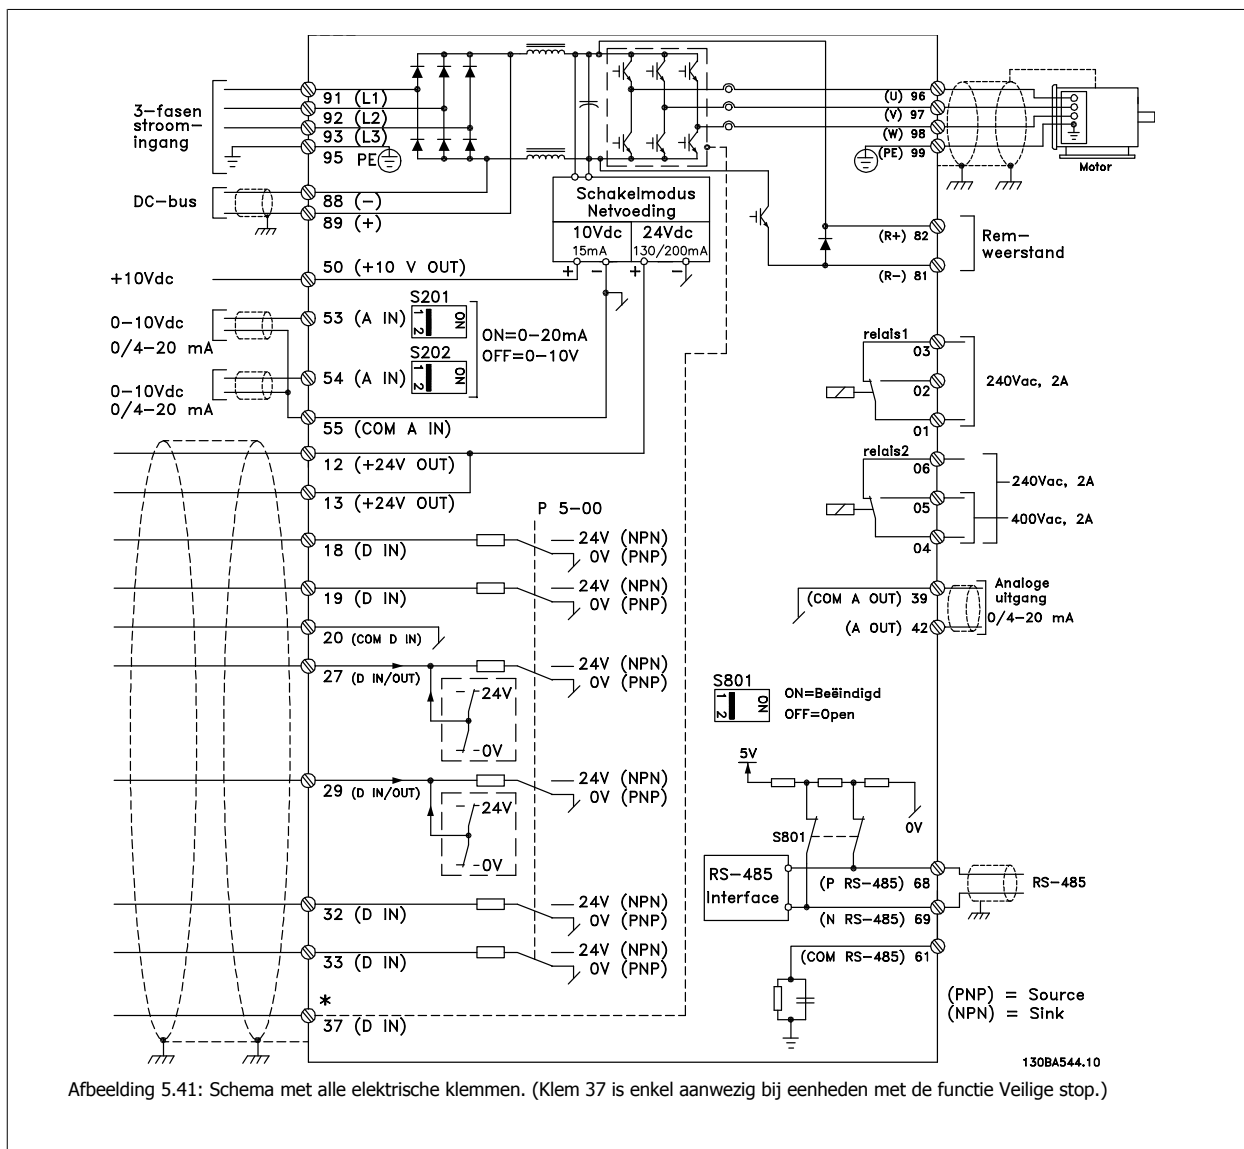 3-fasen
stroom-
ingang
91 (L1)
92 (L2)
93 (L3)
95 PE
DC-bus
88 (-)
89 (+)
+10Vdc
50 (+10 V OUT)
0-10Vdc
0/4-20 mA
53 (A IN)
0-10Vdc
0/4-20 mA
54 (A IN)
55 (COM A IN)
12 (+24V OUT)
13 (+24V OUT)
18 (D IN)
19 (D IN)
20 (COM D IN)
27 (D IN/OUT)
29 (D IN/OUT)
32 (D IN)
33 (D IN)
*
37 (D IN)
Schakelmodus
Netvoeding
10Vdc
15mA
24Vdc
130/200mA
+ - + -
S201
1 2
ON
S202
1 2
ON
ON=0-20mA
OFF=0-10V
P 5-00
24V (NPN)
0V (PNP)
24V (NPN)
0V (PNP)
24V (NPN)
0V (PNP)
24V
0V
24V (NPN)
0V (PNP)
24V
0V
24V (NPN)
0V (PNP)
24V (NPN)
0V (PNP)
(U) 96
(V) 97
(W) 98
(PE) 99
Motor
(R+) 82
(R-) 81
Rem-
weerstand
relais1
03
02
01
240Vac, 2A
relais2
06
05
04
240Vac, 2A
400Vac, 2A
(COM A OUT) 39
(A OUT) 42
Analoge
uitgang
0/4-20 mA
S801
1 2
ON
ON=Beëindigd
OFF=Open
5V
S801
0V
RS-485
Interface
(P RS-485) 68
(N RS-485) 69
(COM RS-485) 61
RS-485
(PNP) = Source
(NPN) = Sink
130BA544.10
Afbeelding 5.41: Schema met alle elektrische klemmen. (Klem 37 is enkel aanwezig bij eenheden met de functie Veilige stop.)